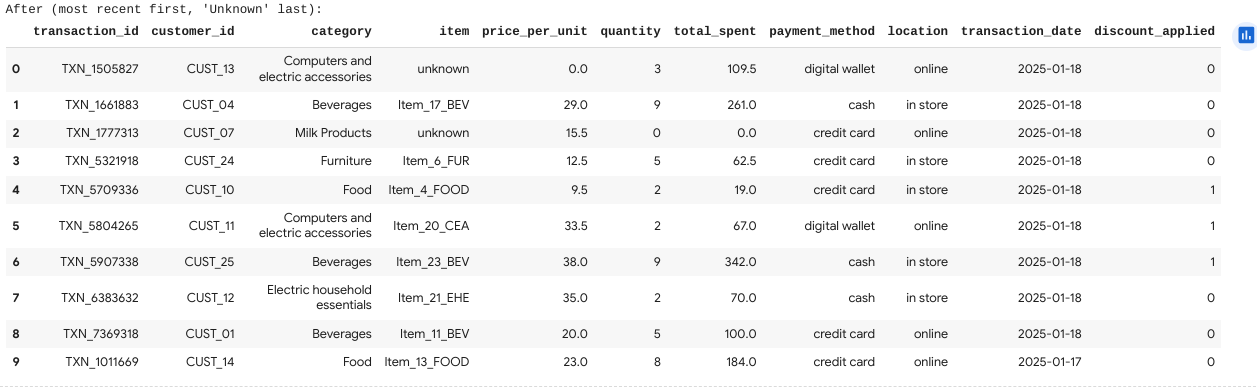 After (most recent first, 'Unknown' last):
transaction_id customer_id category item price_per_unit quantity total_spent payment_method location transaction_date discount_applied
0 TXN_1505827 CUST_13 Computers and electric accessories unknown 0.0 3 109.5 digital wallet online 2025-01-18 0
1 TXN_1661883 CUST_04 Beverages Item_17_BEV 29.0 9 261.0 cash in store 2025-01-18 0
2 TXN_1777313 CUST_07 Milk Products unknown 15.5 0 0.0 credit card online 2025-01-18 0
3 TXN_5321918 CUST_24 Furniture Item_6_FUR 12.5 5 62.5 credit card in store 2025-01-18 0
4 TXN_5709336 CUST_10 Food Item_4_FOOD 9.5 2 19.0 credit card in store 2025-01-18 1
5 TXN_5804265 CUST_11 Computers and electric accessories Item_20_CEA 33.5 2 67.0 digital wallet online 2025-01-18 1
6 TXN_5907338 CUST_25 Beverages Item_23_BEV 38.0 9 342.0 cash in store 2025-01-18 1
7 TXN_6383632 CUST_12 Electric household essentials Item_21_EHE 35.0 2 70.0 cash in store 2025-01-18 0
8 TXN_7369318 CUST_01 Beverages Item_11_BEV 20.0 5 100.0 credit card online 2025-01-18 0
9 TXN_1011669 CUST_14 Food Item_13_FOOD 23.0 8 184.0 credit card online 2025-01-17 0